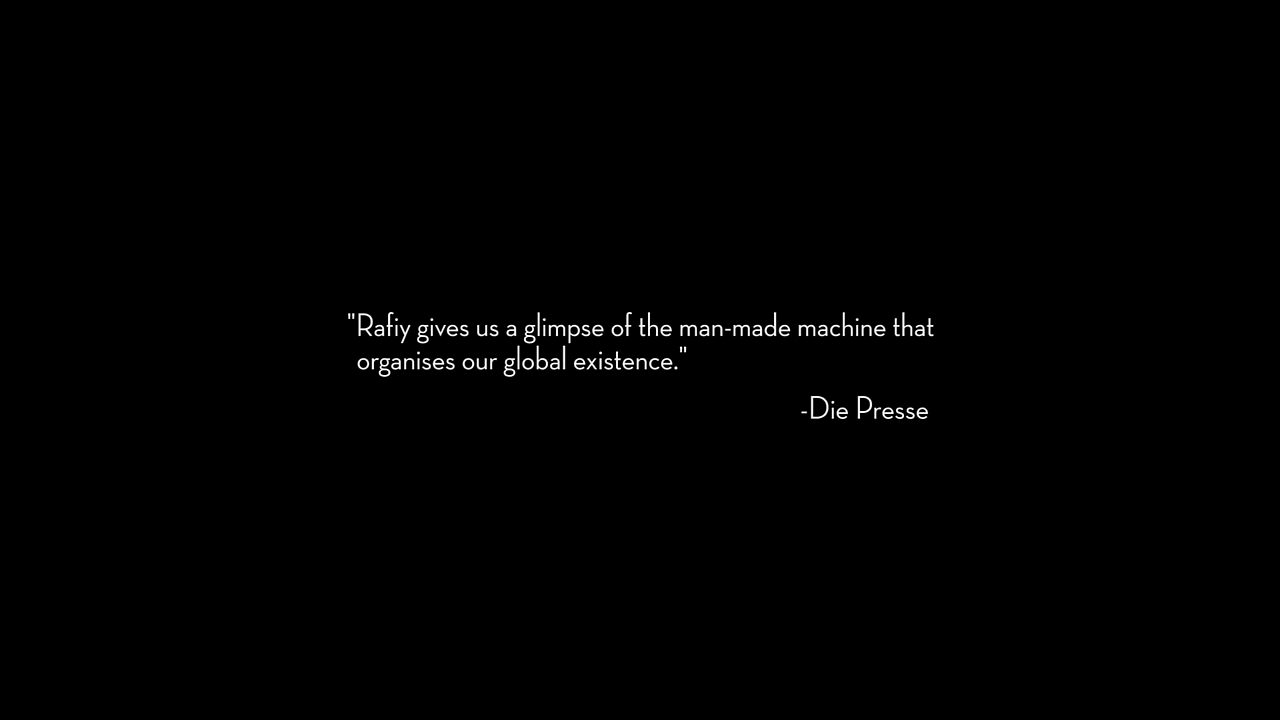 "Rafiy gives us a glimpse of the man-made machine that
organises our global existence."
-Die Presse